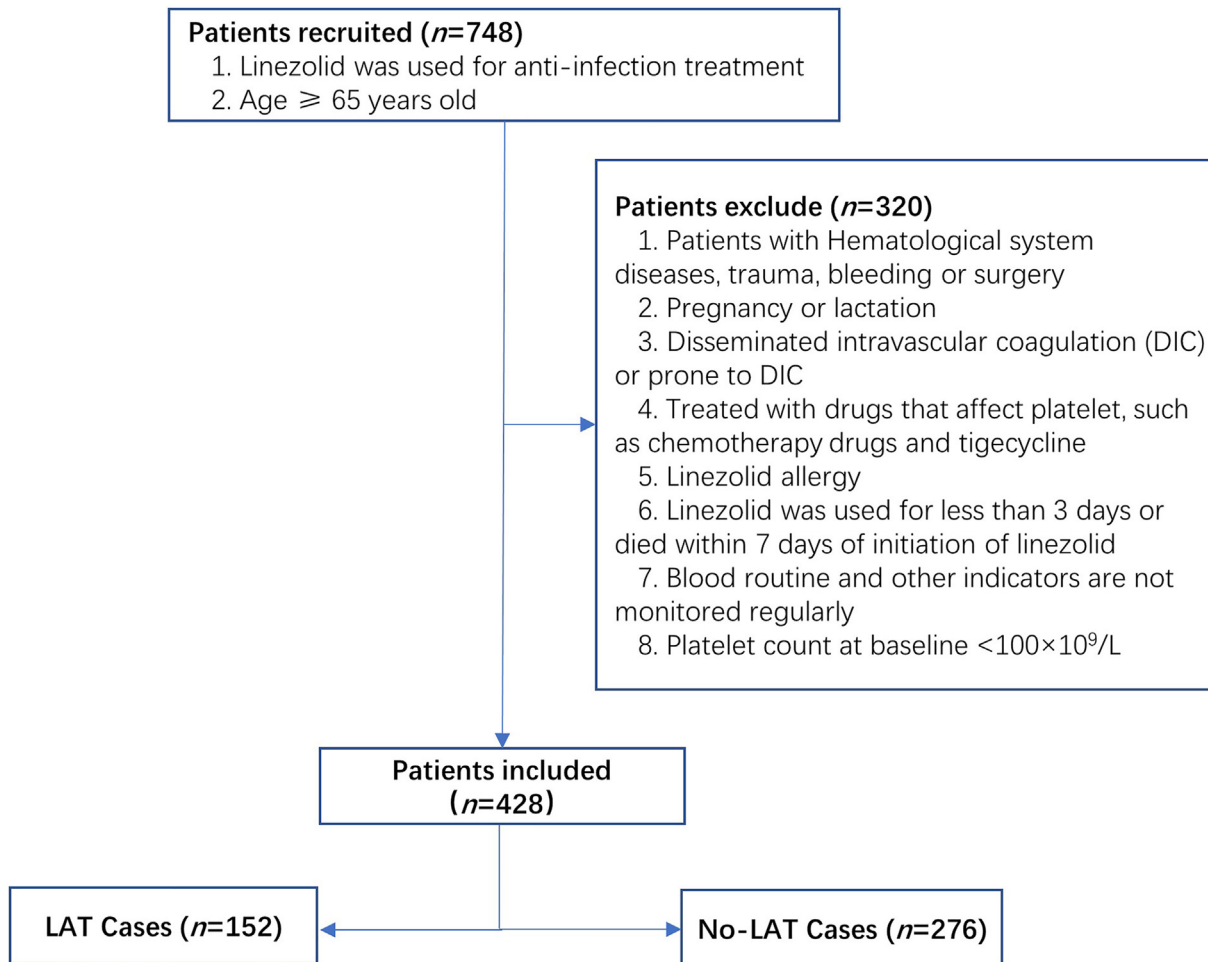 Patients recruited (n=748)
1. Linezolid was used for anti-infection treatment
2. Age ⩾ 65 years old
Patients exclude (n=320)
1. Patients with Hematological system
diseases, trauma, bleeding or surgery
2. Pregnancy or lactation
3. Disseminated intravascular coagulation (DIC)
or prone to DIC
4. Treated with drugs that affect platelet, such
as chemotherapy drugs and tigecycline
5. Linezolid allergy
6. Linezolid was used for less than 3 days or
died within 7 days of initiation of linezolid
7. Blood routine and other indicators are not
monitored regularly
8. Platelet count at baseline <100×10⁹/L
Patients included
(n=428)
LAT Cases (n=152)
No-LAT Cases (n=276)